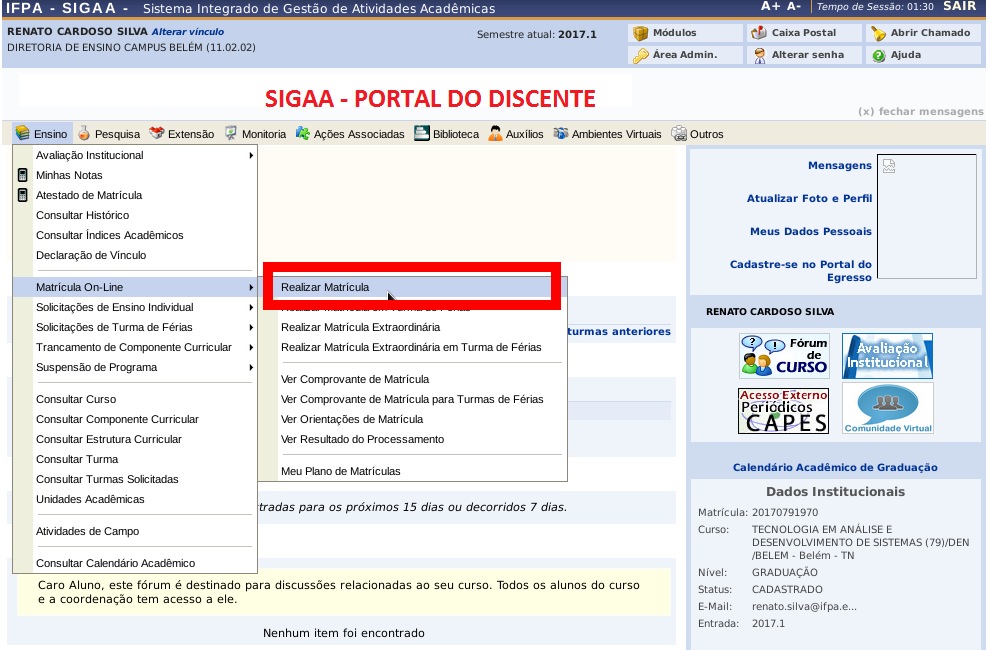 IFPA - SIGAA - Sistema Integrado de Gestão de Atividades Acadêmicas
A+ A- Tempo de Sessão: 01:30 SAIR
RENATO CARDOSO SILVA Alterar vínculo
DIRETORIA DE ENSINO CAMPUS BELÉM (11.02.02)
Semestre atual: 2017.1
Módulos
Caixa Postal
Abrir Chamado
Área Admin.
Alterar senha
Ajuda
SIGAA - PORTAL DO DISCENTE
(x) fechar mensagens
Ensino Pesquisa Extensão Monitoria Ações Associadas Biblioteca Auxílios Ambientes Virtuais Outros
Avaliação Institucional
Minhas Notas
Atestado de Matrícula
Consultar Histórico
Consultar Índices Acadêmicos
Declaração de Vínculo
Matrícula On-Line
Solicitações de Ensino Individual
Solicitações de Turma de Férias
Trancamento de Componente Curricular
Suspensão de Programa
Consultar Curso
Consultar Componente Curricular
Consultar Estrutura Curricular
Consultar Turma
Consultar Turmas Solicitadas
Unidades Acadêmicas
Atividades de Campo
Consultar Calendário Acadêmico
Realizar Matrícula
Realizar Matrícula em Turma de Férias
Realizar Matrícula Extraordinária
Realizar Matrícula Extraordinária em Turma de Férias
Ver Comprovante de Matrícula
Ver Comprovante de Matrícula para Turmas de Férias
Ver Orientações de Matrícula
Ver Resultado do Processamento
Meu Plano de Matrículas
turmas anteriores
tradas para os próximos 15 dias ou decorridos 7 dias.
Caro Aluno, este fórum é destinado para discussões relacionadas ao seu curso. Todos os alunos do curso
e a coordenação tem acesso a ele.
Nenhum item foi encontrado
Mensagens
Atualizar Foto e Perfil
Meus Dados Pessoais
Cadastre-se no Portal do
Egresso
RENATO CARDOSO SILVA
Fórum
de
CURSO
Avaliação
Institucional
Acesso Externo
Periódicos
CAPES
Comunidade Virtual
Calendário Acadêmico de Graduação
Dados Institucionais
Matrícula: 20170791970
Curso: TECNOLOGIA EM ANÁLISE E
DESENVOLVIMENTO DE SISTEMAS (79)/DEN
/BELEM - Belém - TN
Nível: GRADUAÇÃO
Status: CADASTRADO
E-Mail: renato.silva@ifpa.e...
Entrada: 2017.1